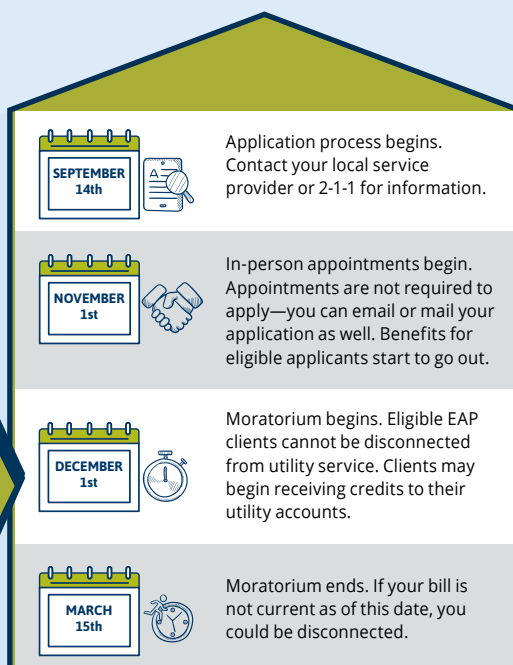 SEPTEMBER
14th
Application process begins.
Contact your local service
provider or 2-1-1 for information.
NOVEMBER
1st
In-person appointments begin.
Appointments are not required to
apply—you can email or mail your
application as well. Benefits for
eligible applicants start to go out.
DECEMBER
1st
Moratorium begins. Eligible EAP
clients cannot be disconnected
from utility service. Clients may
begin receiving credits to their
utility accounts.
MARCH
15th
Moratorium ends. If your bill is
not current as of this date, you
could be disconnected.